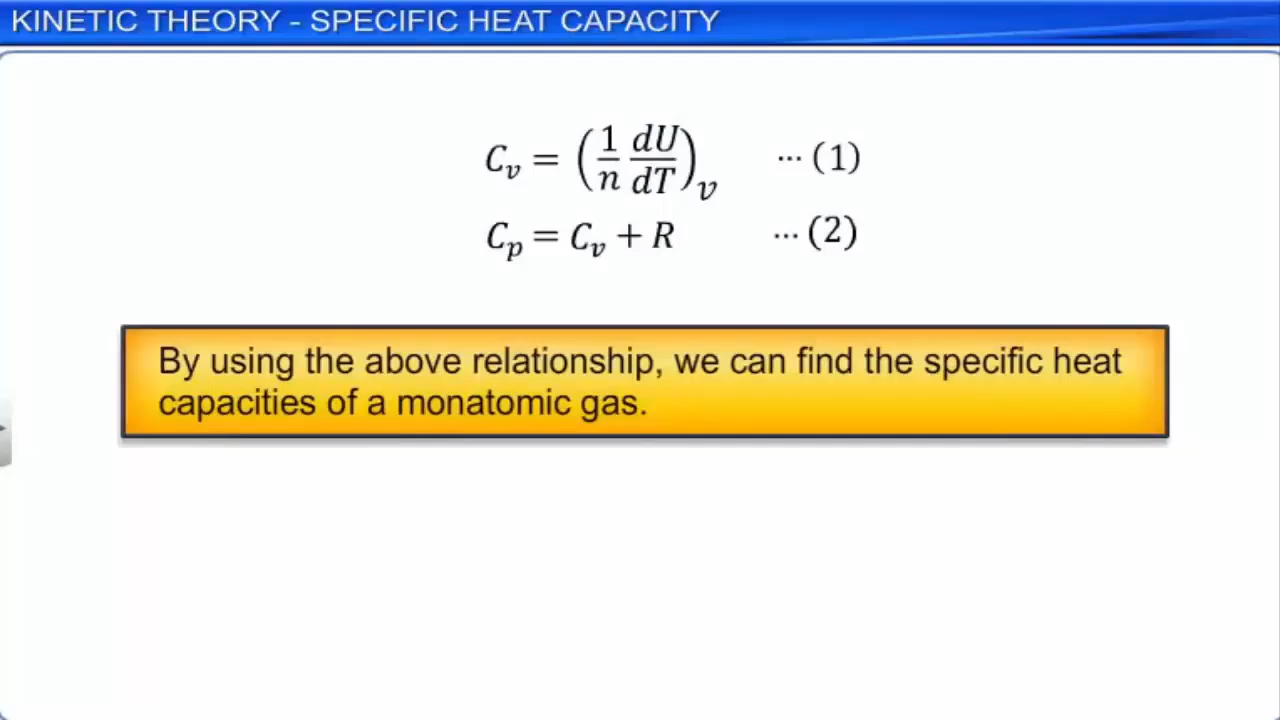 KINETIC THEORY - SPECIFIC HEAT CAPACITY
C_v = (1/n dU/dT)_v ... (1)
C_p = C_v + R ... (2)
By using the above relationship, we can find the specific heat
capacities of a monatomic gas.